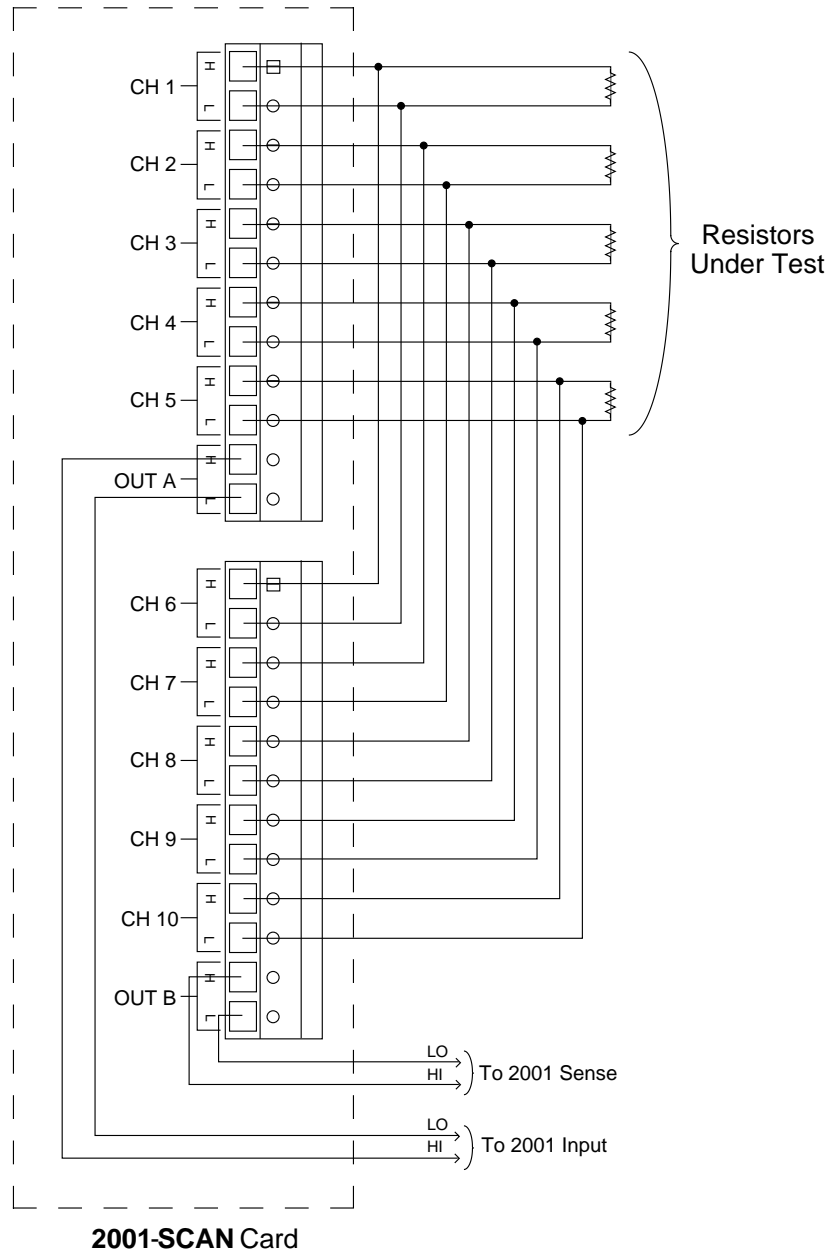 CH 1
H
L
CH 2
H
L
CH 3
H
L
CH 4
H
L
CH 5
H
L
OUT A
H
L
Resistors
Under Test
CH 6
H
L
CH 7
H
L
CH 8
H
L
CH 9
H
L
CH 10
H
L
OUT B
H
L
LO
HI
To 2001 Sense
LO
HI
To 2001 Input
2001-SCAN Card